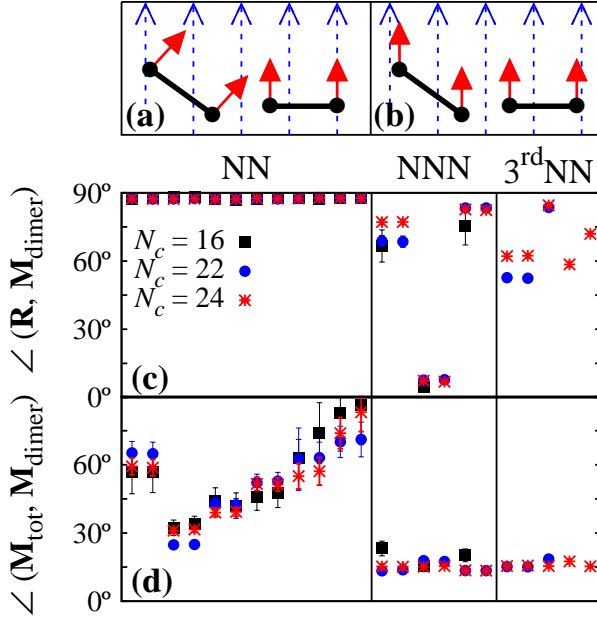 (a) (b)
NN NNN 3rdNN
90º
60º
30º
0º
∠ (R, Mdimer)
Nc = 16
Nc = 22
Nc = 24
(c)
60º
30º
0º
∠ (Mtot, Mdimer)
(d)